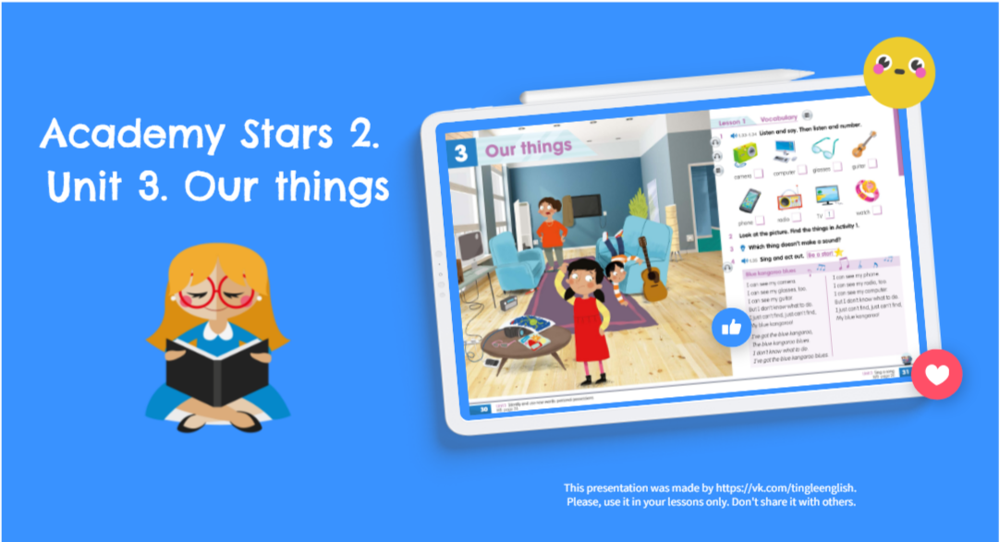 Academy Stars 2.
Unit 3. Our things
3 Our things
Lesson 1 Vocabulary
1 Listen and say. Then listen and number.
camera computer glasses guitar
phone radio TV 1 watch
2 Look at the picture. Find the things in Activity 1.
3 Which thing doesn't make a sound?
4 Sing and act out. Be a star!
Blue kangaroo blues
I can see my camera.
I can see my glasses, too.
I can see my guitar
But I don't know what to do.
I just can't find, just can't find,
My blue kangaroo!
I've got the blue kangaroo,
The blue kangaroo blues.
I don't know what to do
I've got the blue kangaroo blues.
I can see my phone.
I can see my radio, too.
I can see my computer
But I don't know what to do.
I just can't find, just can't find,
My blue kangaroo!
30
31
This presentation was made by https://vk.com/tingleenglish.
Please, use it in your lessons only. Don't share it with others.